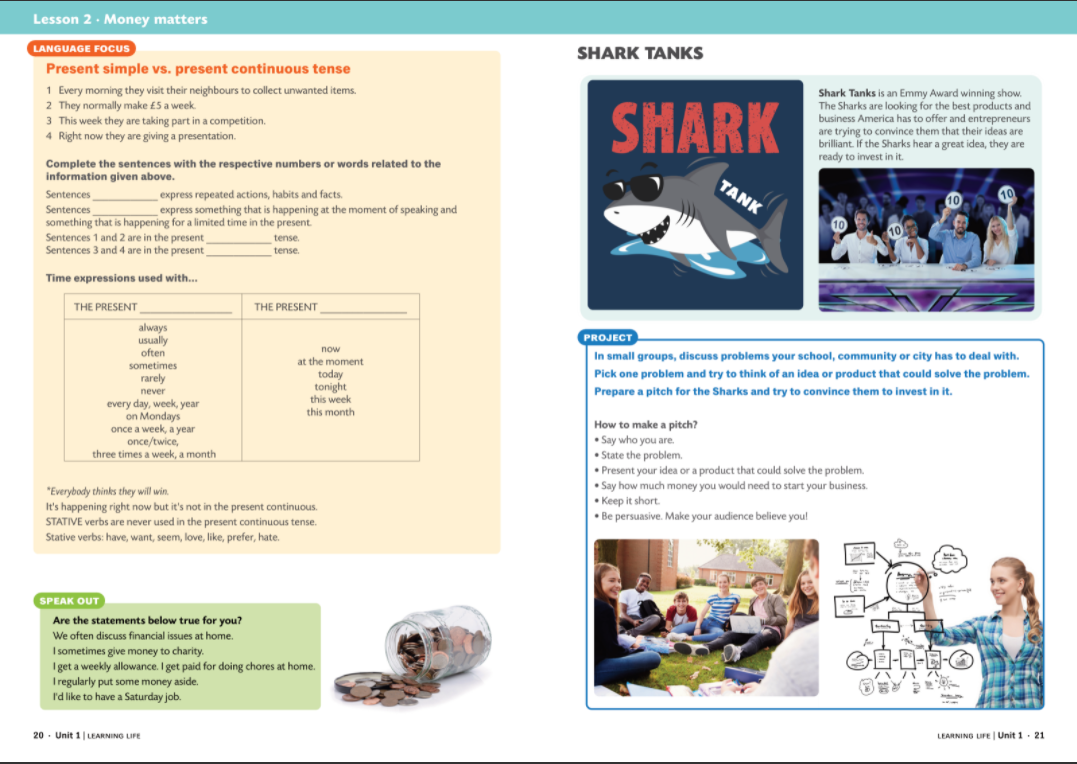 Lesson 2 · Money matters
LANGUAGE FOCUS
Present simple vs. present continuous tense
1 Every morning they visit their neighbours to collect unwanted items.
2 They normally make £5 a week.
3 This week they are taking part in a competition.
4 Right now they are giving a presentation.
Complete the sentences with the respective numbers or words related to the
information given above.
Sentences ____________ express repeated actions, habits and facts.
Sentences ____________ express something that is happening at the moment of speaking and
something that is happening for a limited time in the present.
Sentences 1 and 2 are in the present ____________ tense.
Sentences 3 and 4 are in the present ____________ tense.
Time expressions used with...
THE PRESENT ________________
always
usually
often
sometimes
rarely
never
every day, week, year
on Mondays
once a week, a year
once/twice,
three times a week, a month
THE PRESENT ________________
now
at the moment
today
tonight
this week
this month
*Everybody thinks they will win.
It's happening right now but it's not in the present continuous.
STATIVE verbs are never used in the present continuous tense.
Stative verbs: have, want, seem, love, like, prefer, hate.
SPEAK OUT
Are the statements below true for you?
We often discuss financial issues at home.
I sometimes give money to charity.
I get a weekly allowance. I get paid for doing chores at home.
I regularly put some money aside.
I'd like to have a Saturday job.
20 · Unit 1 | LEARNING LIFE
SHARK TANKS
SHARK
TANK
Shark Tanks is an Emmy Award winning show.
The Sharks are looking for the best products and
business America has to offer and entrepreneurs
are trying to convince them that their ideas are
brilliant. If the Sharks hear a great idea, they are
ready to invest in it.
10
10
10
10
PROJECT
In small groups, discuss problems your school, community or city has to deal with.
Pick one problem and try to think of an idea or product that could solve the problem.
Prepare a pitch for the Sharks and try to convince them to invest in it.
How to make a pitch?
• Say who you are.
• State the problem.
• Present your idea or a product that could solve the problem.
• Say how much money you would need to start your business.
• Keep it short.
• Be persuasive. Make your audience believe you!
LEARNING LIFE | Unit 1 · 21